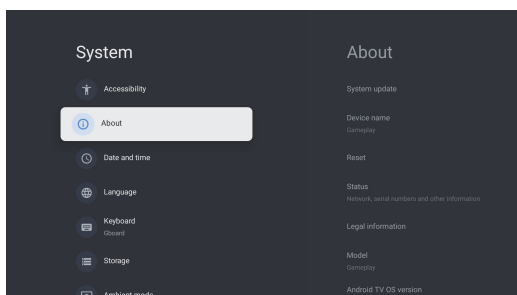 System
Accessibility
About
Date and time
Language
Keyboard
Gboard
Storage
Ambient mode
About
System update
Device name
Gameplay
Reset
Status
Network, serial numbers and other information
Legal information
Model
Gameplay
Android TV OS version